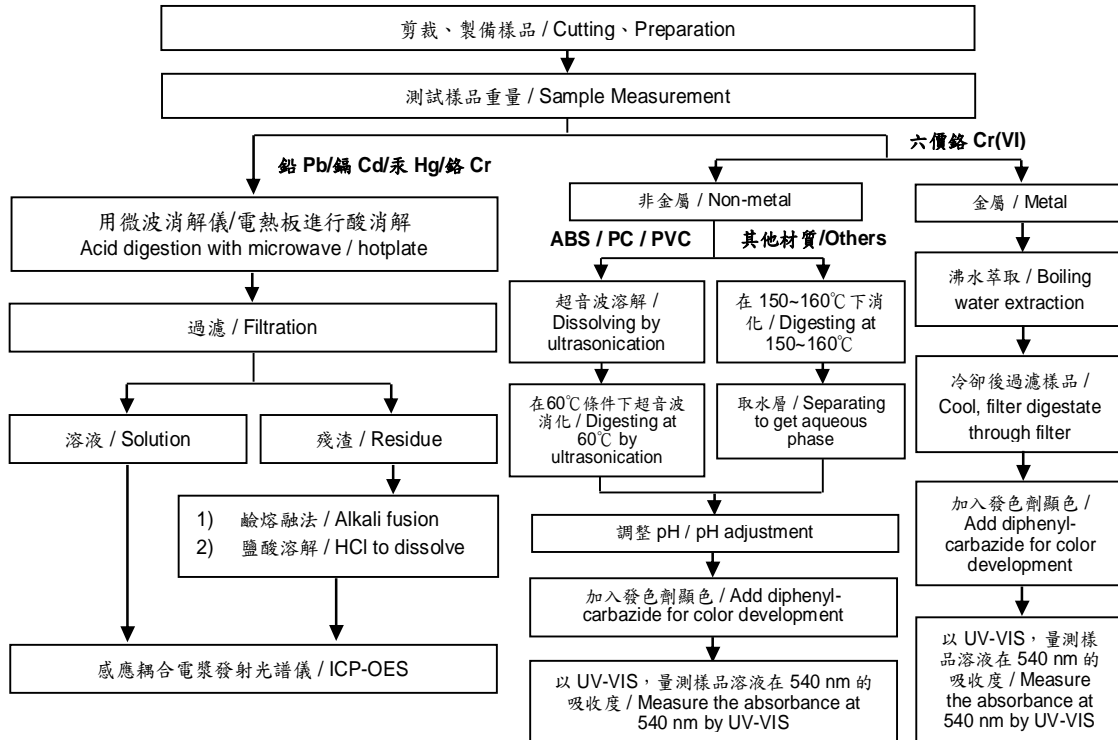 剪裁、製備樣品 / Cutting、Preparation
測試樣品重量 / Sample Measurement
鉛 Pb/鎘 Cd/汞 Hg/鉻 Cr
用微波消解儀/電熱板進行酸消解
Acid digestion with microwave / hotplate
過濾 / Filtration
溶液 / Solution
殘渣 / Residue
1) 鹼熔融法 / Alkali fusion
2) 鹽酸溶解 / HCl to dissolve
感應耦合電漿發射光譜儀 / ICP-OES
六價鉻 Cr(VI)
非金屬 / Non-metal
ABS / PC / PVC
超音波溶解 /
Dissolving by
ultrasonication
在60℃條件下超音波
消化 / Digesting at
60℃ by
ultrasonication
其他材質/Others
在 150~160℃下消
化 / Digesting at
150~160℃
取水層 / Separating
to get aqueous
phase
調整 pH / pH adjustment
加入發色劑顯色 / Add diphenyl-
carbazide for color development
以 UV-VIS，量測樣品溶液在 540 nm 的
吸收度 / Measure the absorbance at
540 nm by UV-VIS
金屬 / Metal
沸水萃取 / Boiling
water extraction
冷卻後過濾樣品 /
Cool, filter digestate
through filter
加入發色劑顯色 /
Add diphenyl-
carbazide for color
development
以 UV-VIS，量測樣
品溶液在 540 nm 的
吸收度 / Measure
the absorbance at
540 nm by UV-VIS